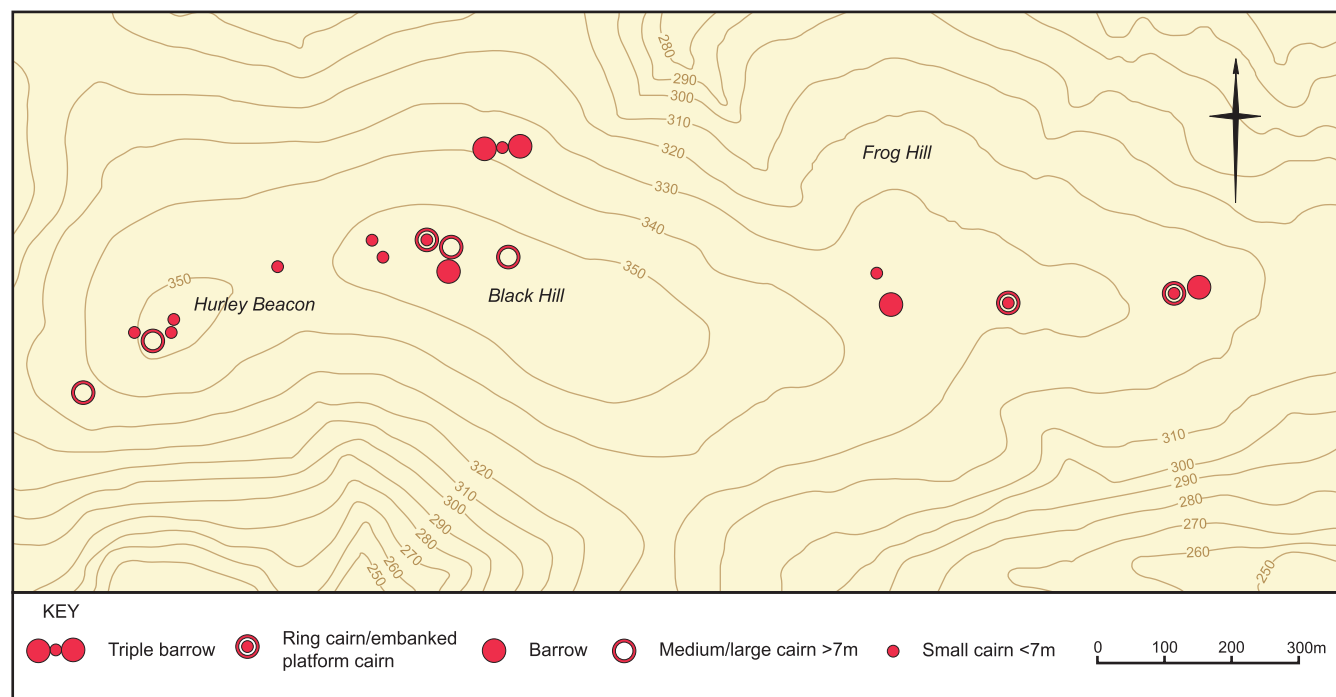 280
290
300
310
320
330
340
350
Frog Hill
350
Hurley Beacon
Black Hill
320
310
300
290
280
270
260
250
310
300
290
280
270
260
250
KEY
Triple barrow
Ring cairn/embanked
platform cairn
Barrow
Medium/large cairn >7m
Small cairn <7m
0 100 200 300m